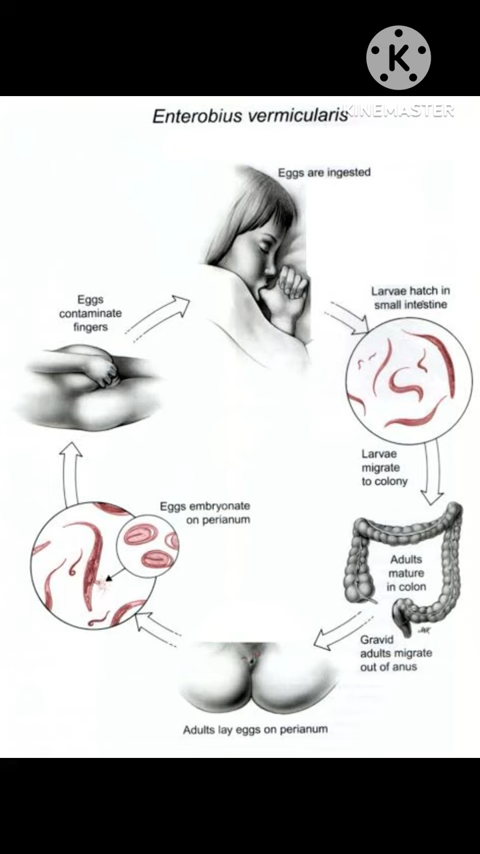 K
KINEMASTER
Enterobius vermicularis
Eggs are ingested
Larvae hatch in
small intestine
Eggs
contaminate
fingers
Larvae
migrate
to colony
Eggs embryonate
on perianum
Adults
mature
in colon
Gravid
adults migrate
out of anus
Adults lay eggs on perianum